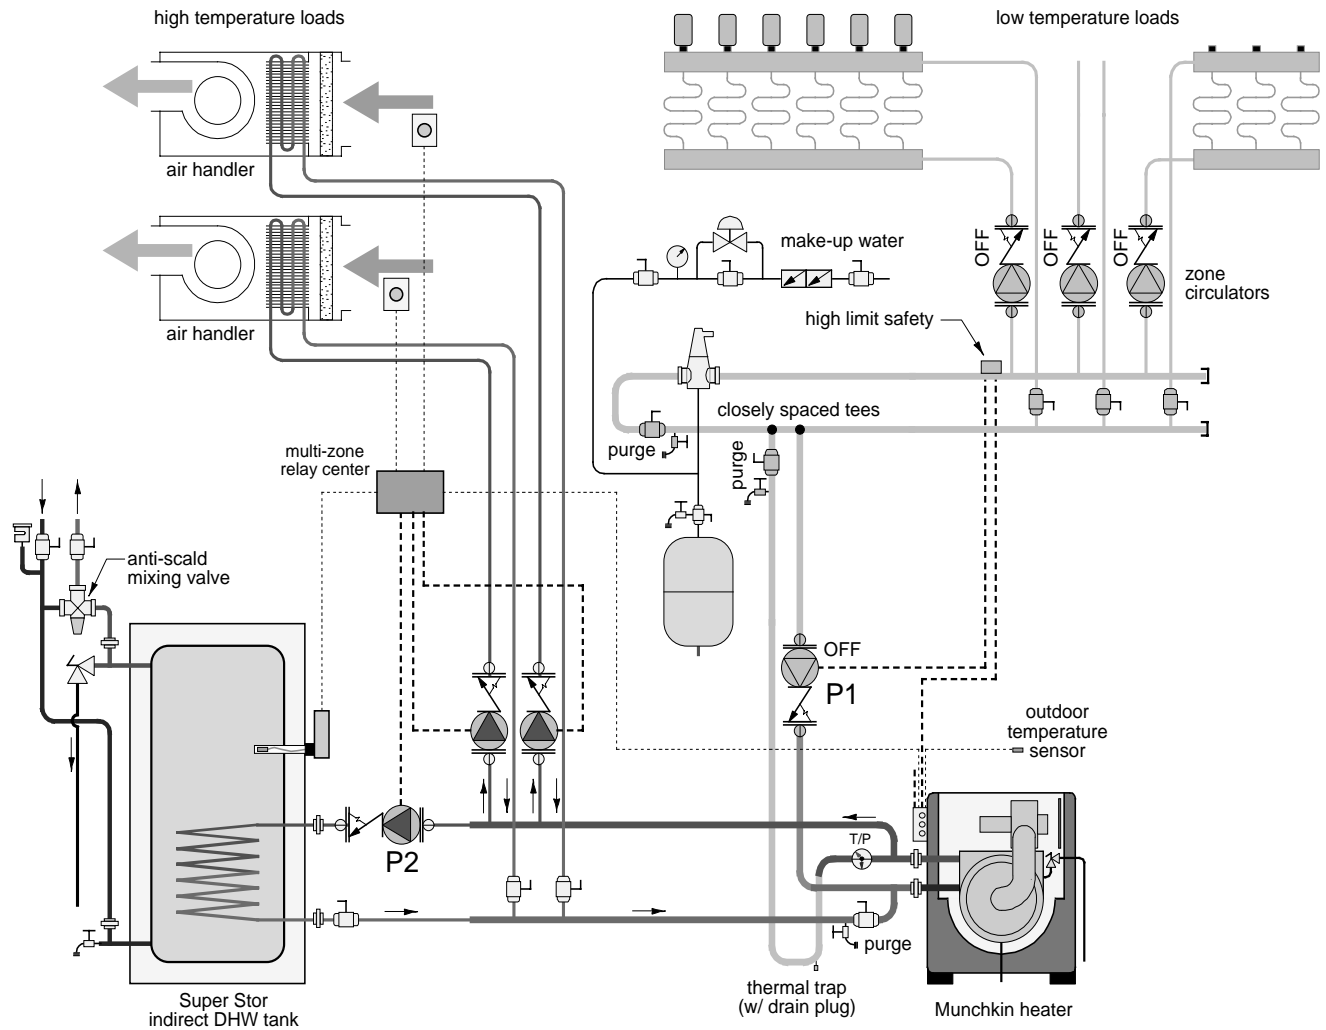 high temperature loads
low temperature loads
air handler
air handler
make-up water
OFF
OFF
OFF
zone
circulators
high limit safety
closely spaced tees
purge
purge
multi-zone
relay center
anti-scald
mixing valve
OFF
P1
outdoor
temperature
sensor
T/P
P2
purge
thermal trap
(w/ drain plug)
Munchkin heater
Super Stor
indirect DHW tank